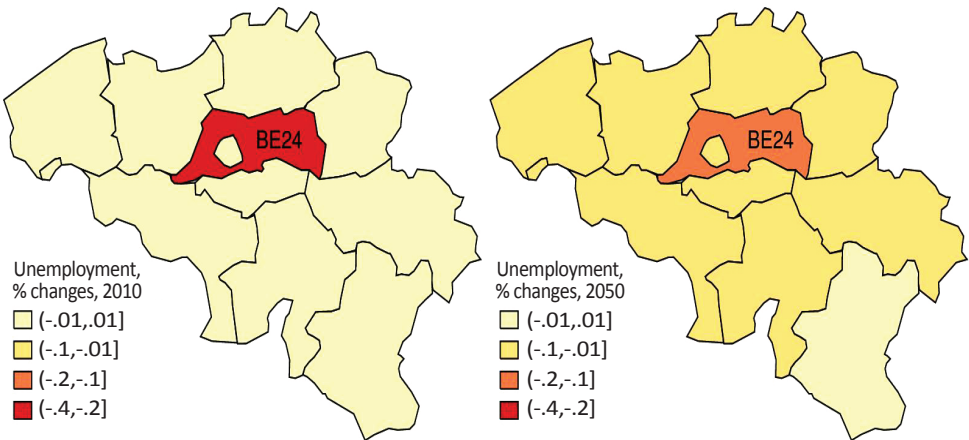 BE24
Unemployment,
% changes, 2010
(-.01,.01]
(-.1,-.01]
(-.2,-.1]
(-.4,-.2]
BE24
Unemployment,
% changes, 2050
(-.01,.01]
(-.1,-.01]
(-.2,-.1]
(-.4,-.2]